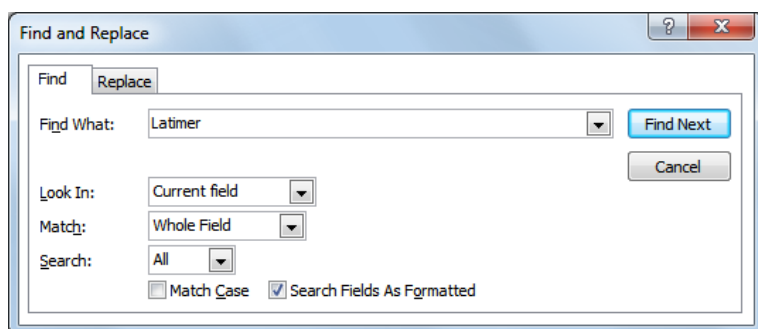 Find and Replace
Find Replace
Find What: Latimer Find Next
Cancel
Look In: Current field
Match: Whole Field
Search: All
Match Case Search Fields As Formatted